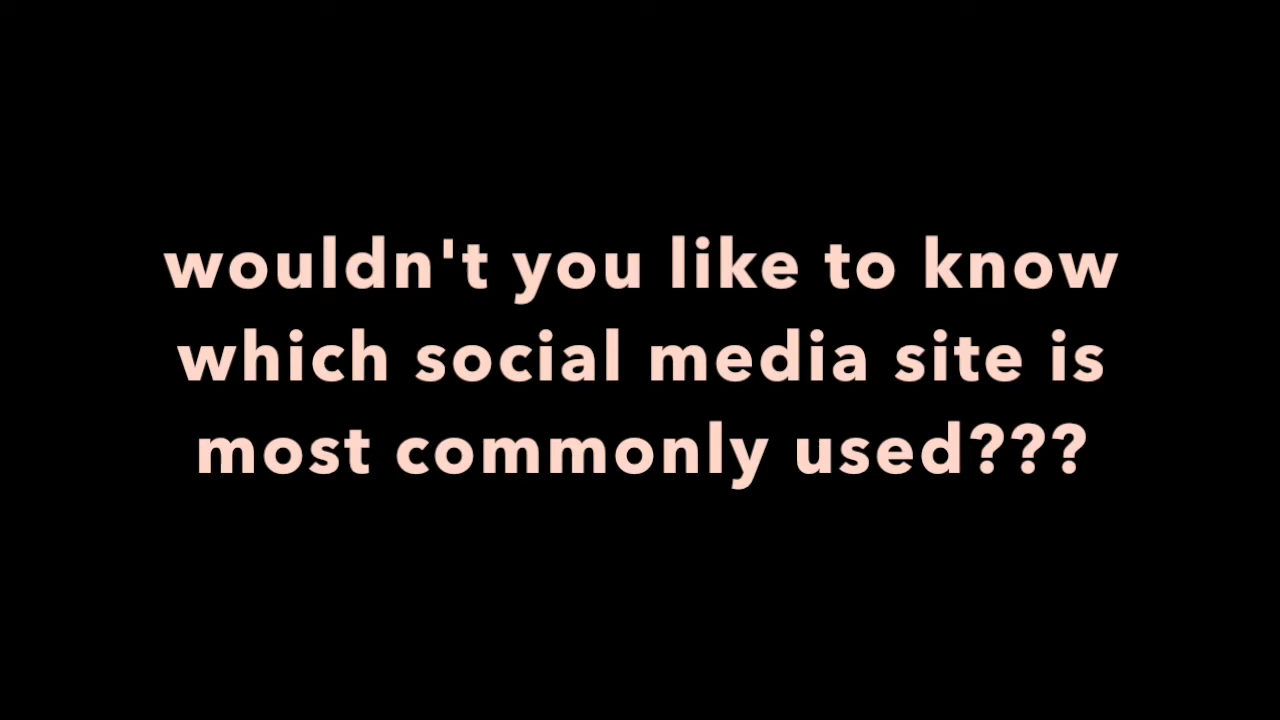 wouldn't you like to know
which social media site is
most commonly used???